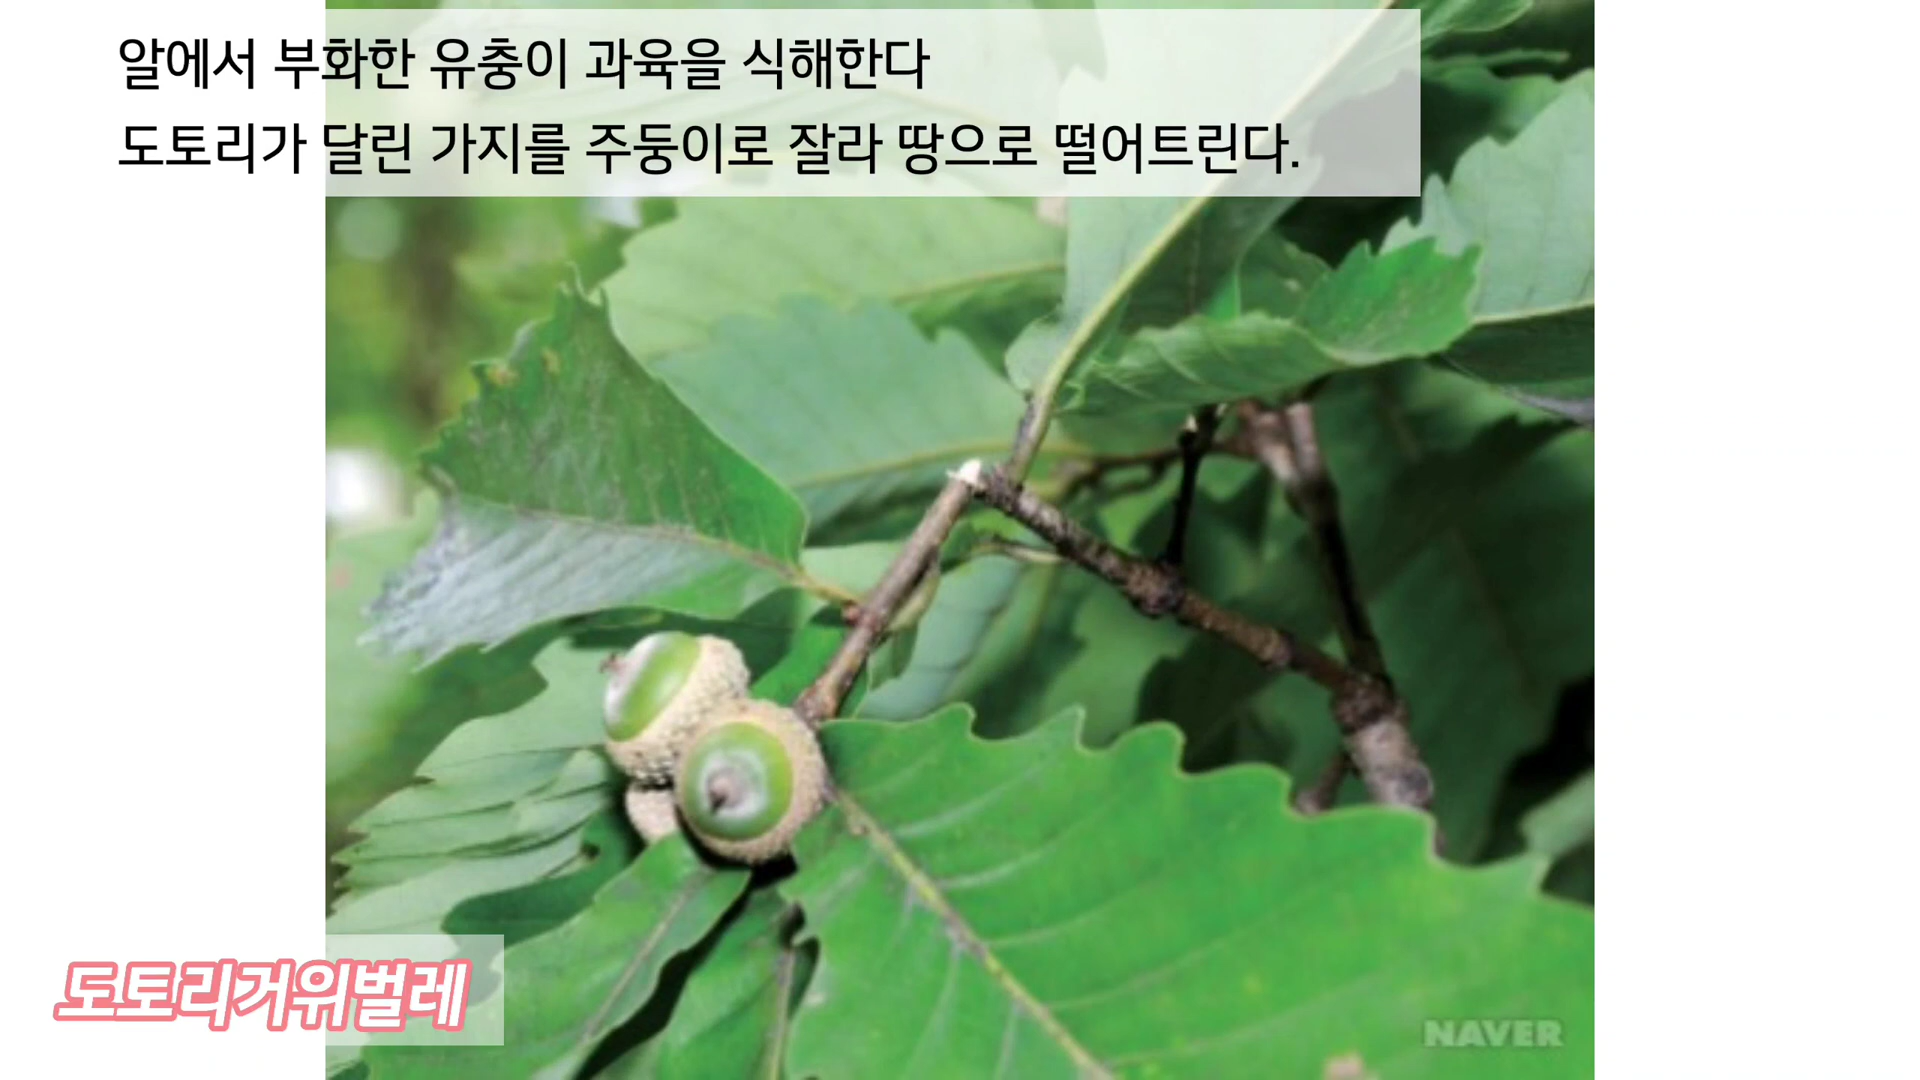 알에서 부화한 유충이 과육을 식해한다
도토리가 달린 가지를 주둥이로 잘라 땅으로 떨어트린다.
도토리거위벌레
NAVER